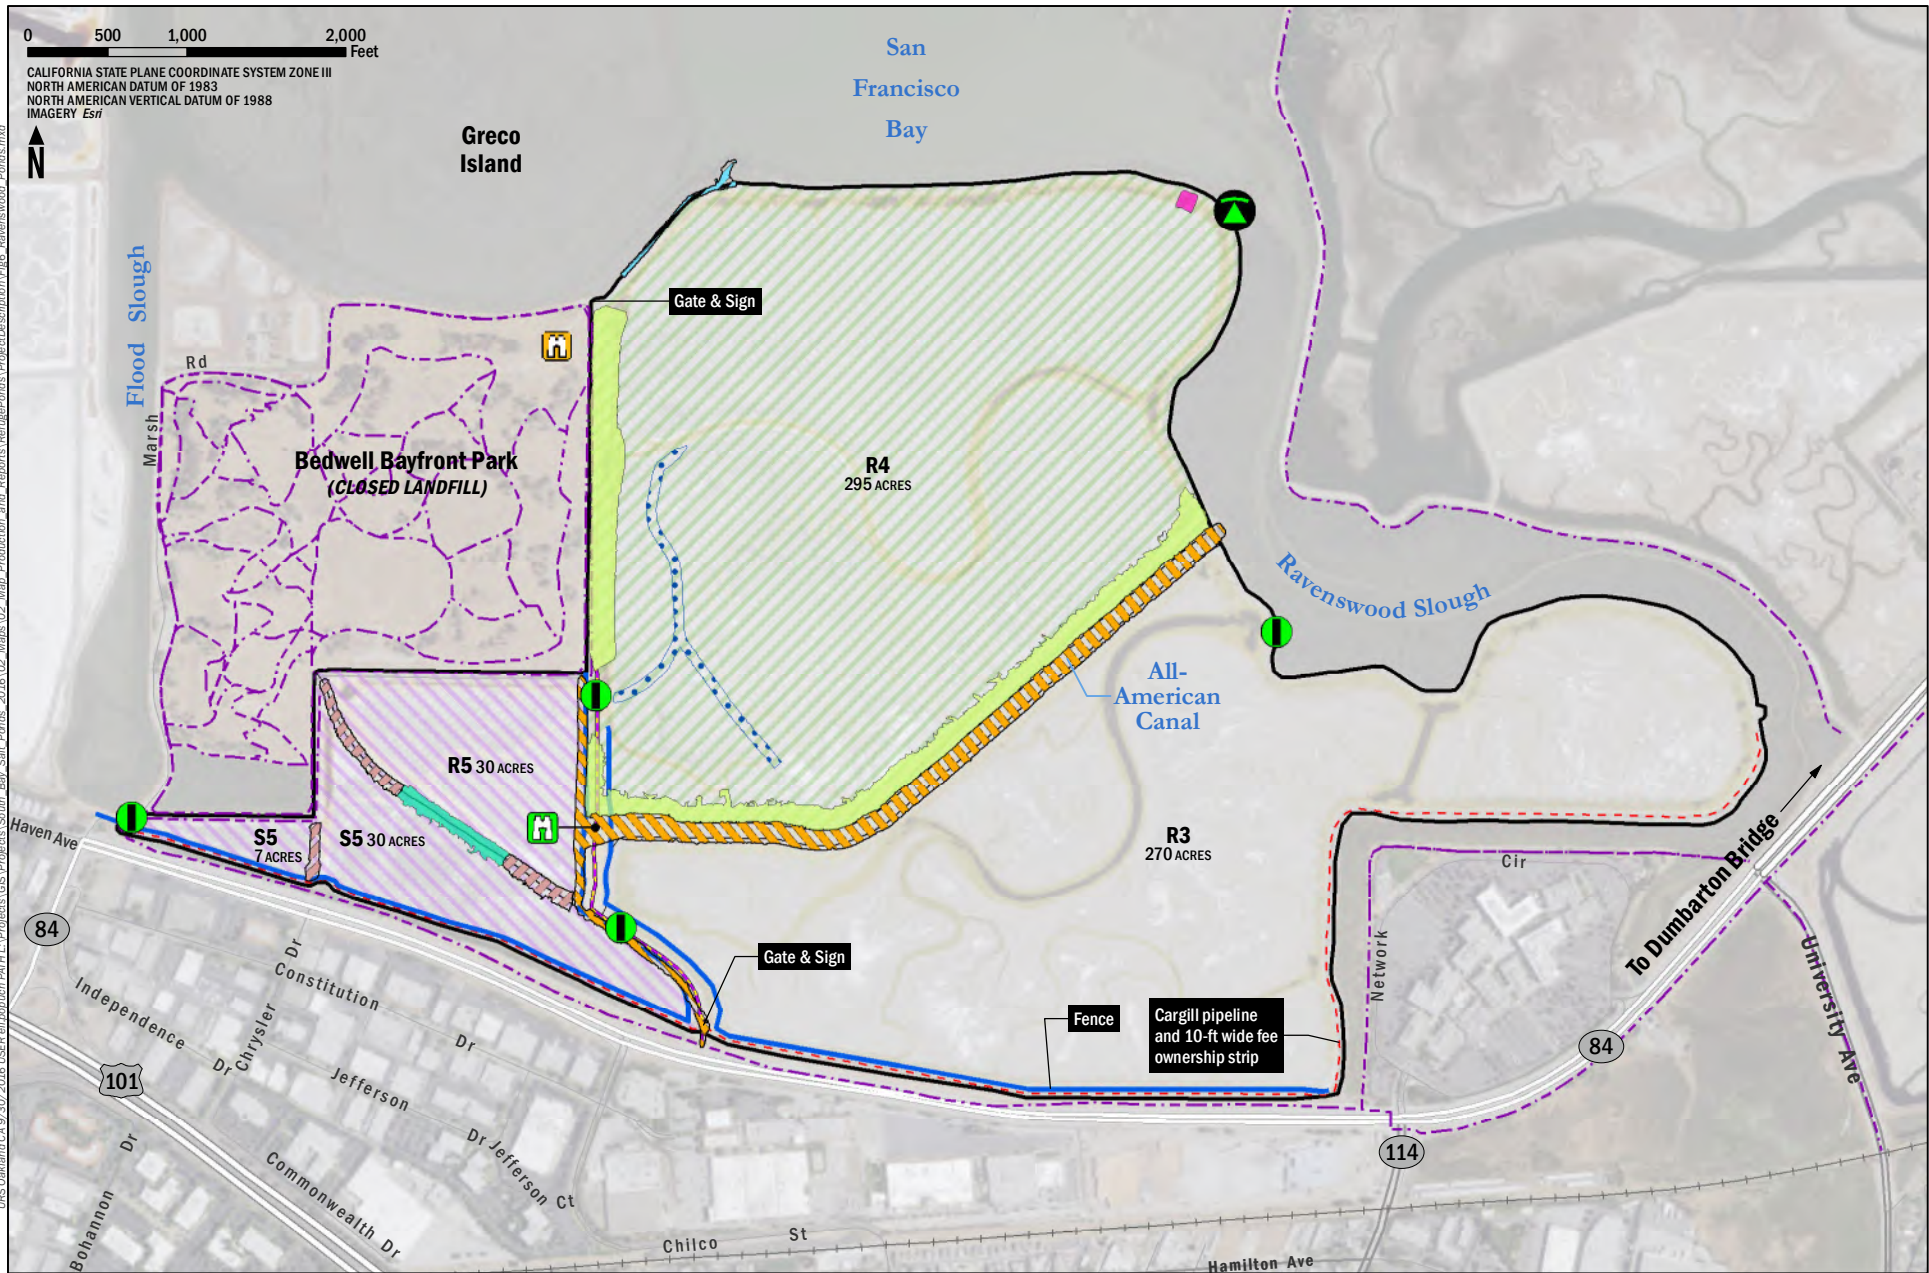 0 500 1,000 2,000
Feet
CALIFORNIA STATE PLANE COORDINATE SYSTEM ZONE III
NORTH AMERICAN DATUM OF 1983
NORTH AMERICAN VERTICAL DATUM OF 1988
IMAGERY Esri
N
San
Francisco
Bay
Greco
Island
Flood Slough
Gate & Sign
Rd
Marsh
Bedwell Bayfront Park
(CLOSED LANDFILL)
R4
295 ACRES
Ravenswood Slough
All-
American
Canal
R5 30 ACRES
S5
7 ACRES
S5 30 ACRES
R3
270 ACRES
Haven Ave
84
Cir
To Dumbarton Bridge
Network
University Ave
Gate & Sign
Fence
Cargill pipeline
and 10-ft wide fee
ownership strip
84
Constitution Dr
Independence Dr
Chrysler Dr
Jefferson Dr
Jefferson Ct
101
Commonwealth Dr
Bohannon Dr
114
Chilco St
Hamilton Ave